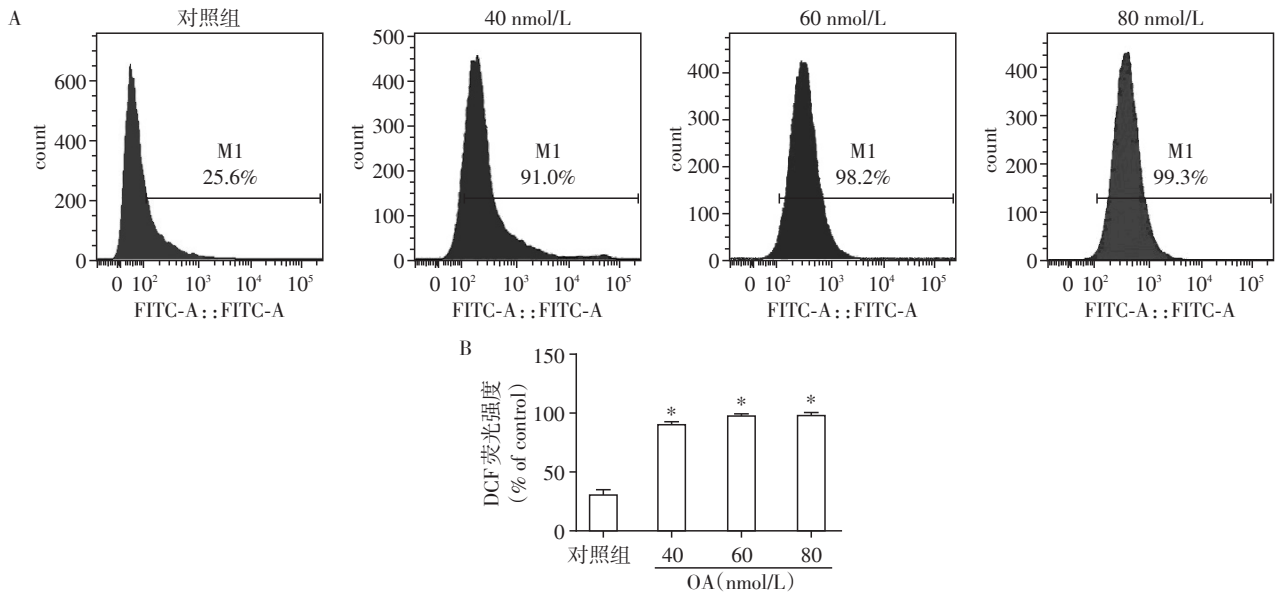 A
对照组
600
400
200
0
count
M1
25.6%
0 10² 10³ 10⁴ 10⁵
FITC-A::FITC-A
40 nmol/L
500
400
300
200
100
0
count
M1
91.0%
0 10² 10³ 10⁴ 10⁵
FITC-A::FITC-A
60 nmol/L
400
300
200
100
0
count
M1
98.2%
0 10² 10³ 10⁴ 10⁵
FITC-A::FITC-A
80 nmol/L
400
300
200
100
0
count
M1
99.3%
0 10² 10³ 10⁴ 10⁵
FITC-A::FITC-A
B
DCF荧光强度
(% of control)
150
100
50
0
* * *
对照组 40 60 80
OA(nmol/L)